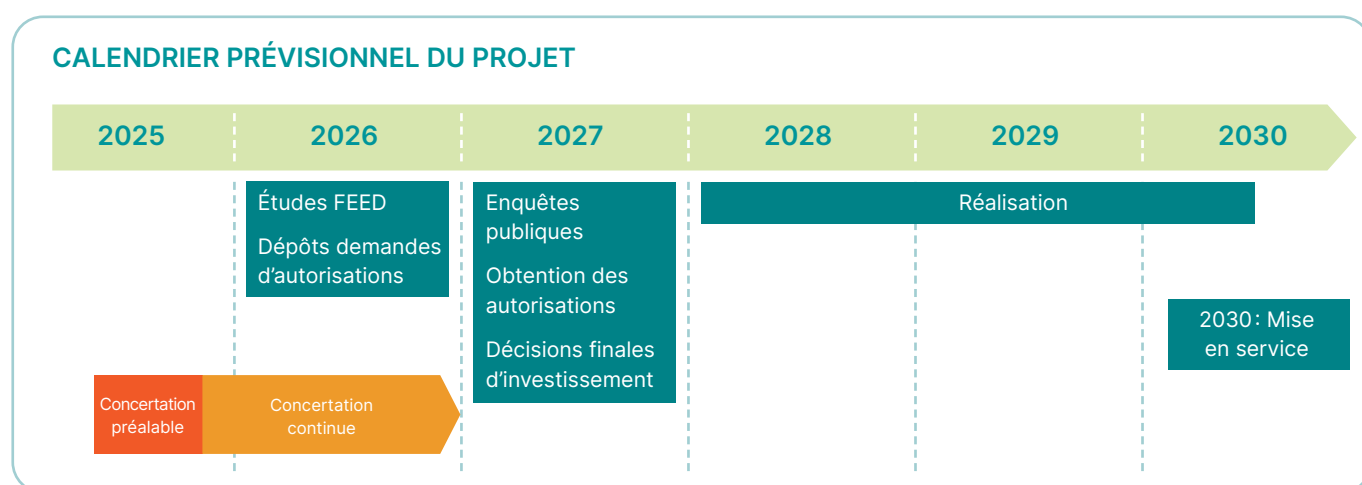 CALENDRIER PRÉVISIONNEL DU PROJET
2025
2026
2027
2028
2029
2030
Études FEED
Dépôts demandes
d’autorisations
Enquêtes
publiques
Obtention des
autorisations
Décisions finales
d’investissement
Réalisation
2030 : Mise
en service
Concertation
préalable
Concertation
continue